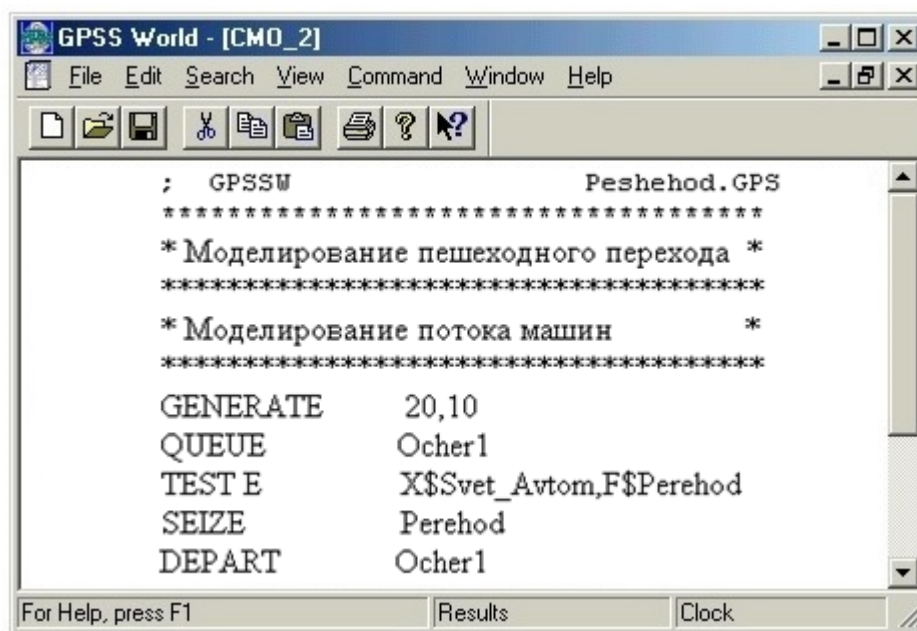 GPSS World - [CMO_2]
File Edit Search View Command Window Help
; GPSSW Peshehod.GPS
*************************************
* Моделирование пешеходного перехода *
*************************************
* Моделирование потока машин *
*************************************
GENERATE 20,10
QUEUE Ocher1
TEST E X$Svet_Avtom,F$Perehod
SEIZE Perehod
DEPART Ocher1
For Help, press F1 Results Clock